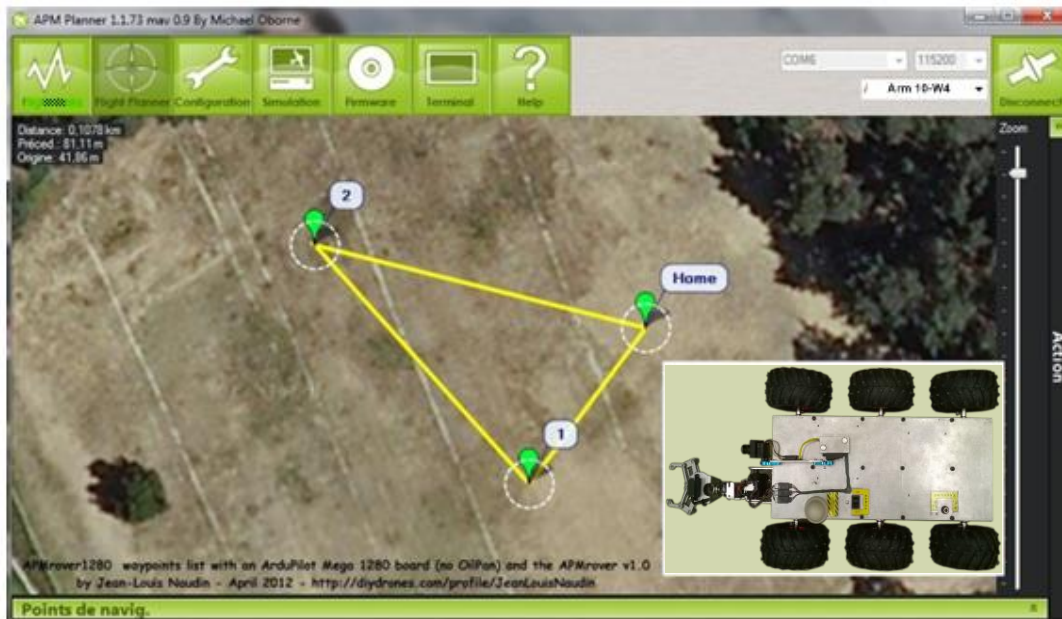 APM Planner 1.1.73 mav 0.9 By Michael Oborne
Flight Planner
Configuration
Simulation
Firmware
Terminal
Help
COM6
115200
Arm 10-W4
Disconnect
Distance: 0,1078 km
Préced.: 81,11 m
Origine: 41,86 m
Zoom
2
Home
1
Action
APMrover1280 waypoints list with an ArduPilot Mega 1280 board (no OilPan) and the APMrover v1.0
by Jean-Louis Naudin - April 2012 - http://diydrones.com/profile/JeanLouisNaudin
Points de navig.